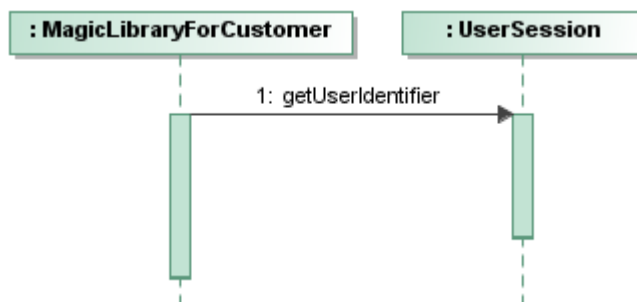 : MagicLibraryForCustomer
: UserSession
1: getUserIdentifier